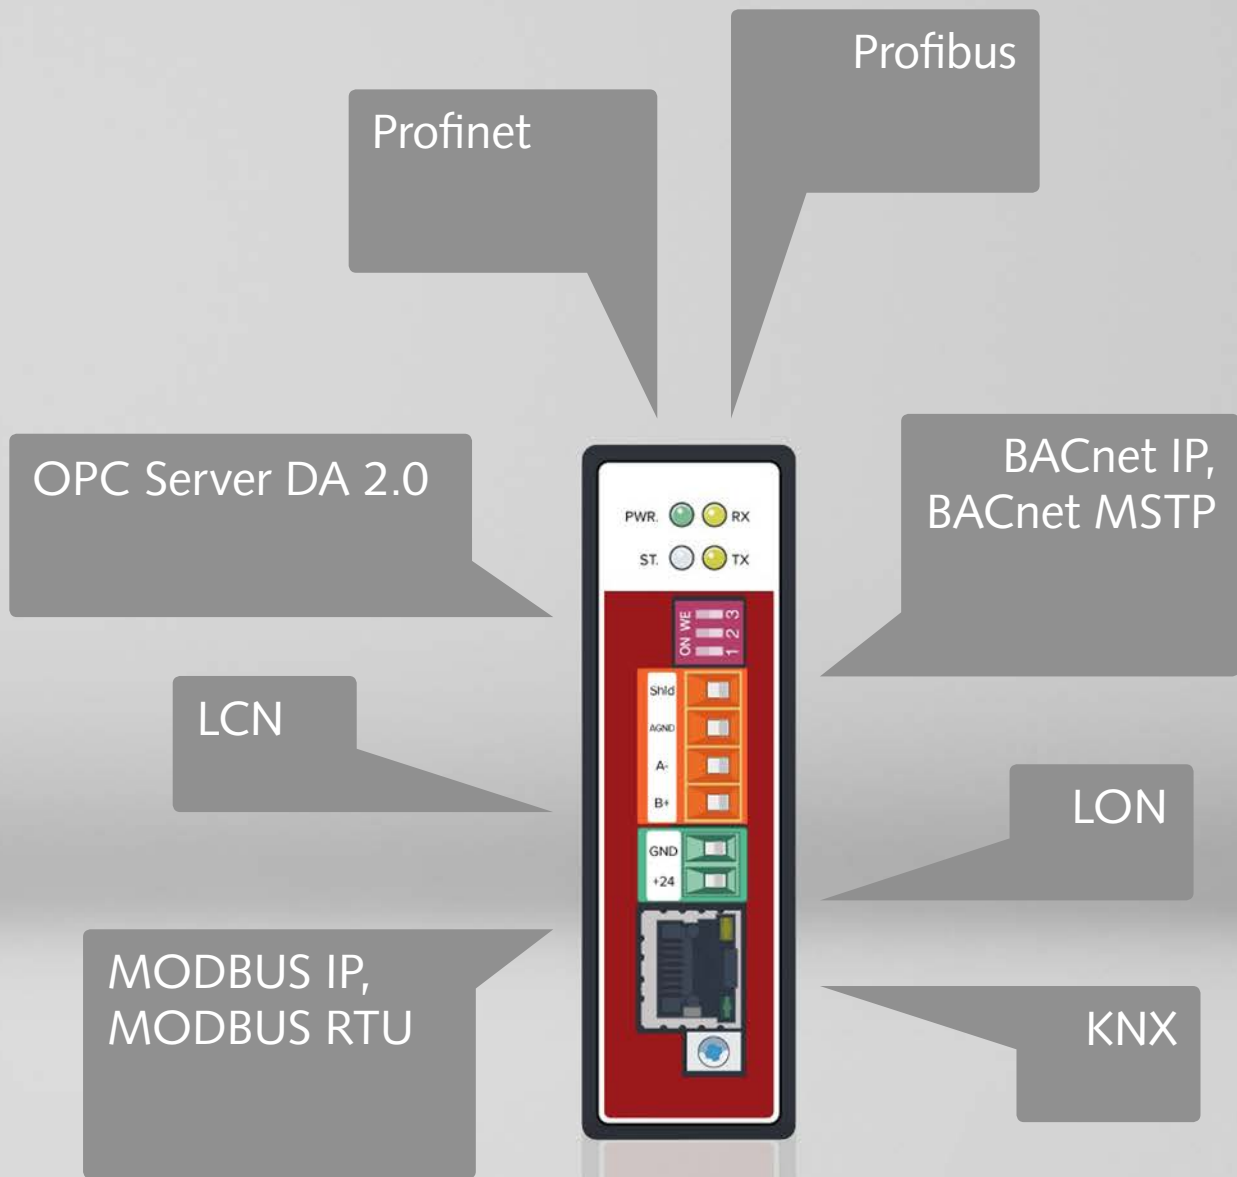 Profibus
Profinet
OPC Server DA 2.0
BACnet IP,
BACnet MSTP
PWR. RX
ST. TX
ON WE
1 2 3
Shld
AGND
A-
B+
GND
+24
LCN
LON
MODBUS IP,
MODBUS RTU
KNX